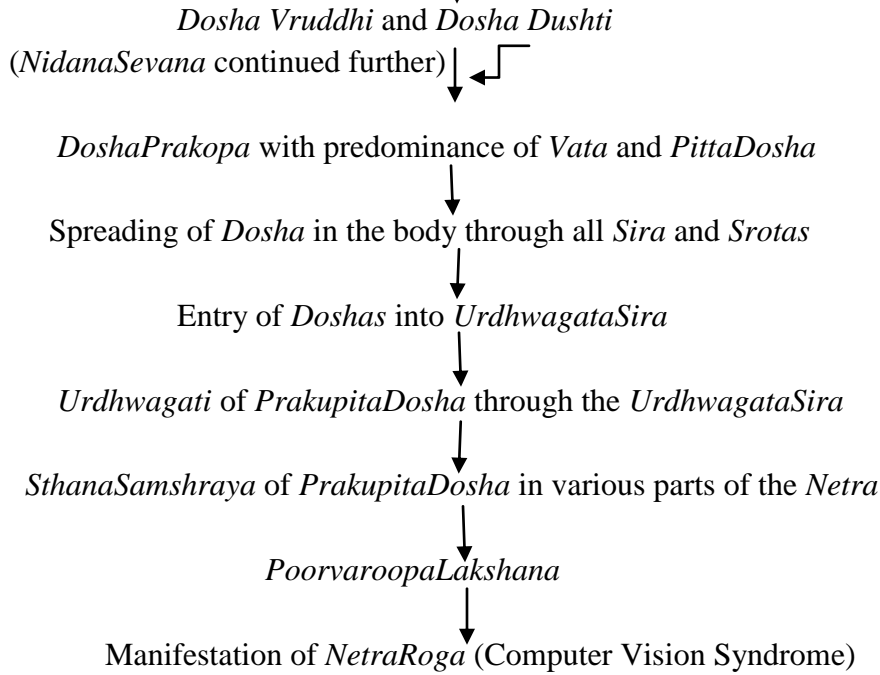 Dosha Vruddhi and Dosha Dushti
(NidanaSevana continued further)
DoshaPrakopa with predominance of Vata and PittaDosha
Spreading of Dosha in the body through all Sira and Srotas
Entry of Doshas into UrdhwagataSira
Urdhwagati of PrakupitaDosha through the UrdhwagataSira
SthanaSamshraya of PrakupitaDosha in various parts of the Netra
PoorvaroopaLakshana
Manifestation of NetraRoga (Computer Vision Syndrome)